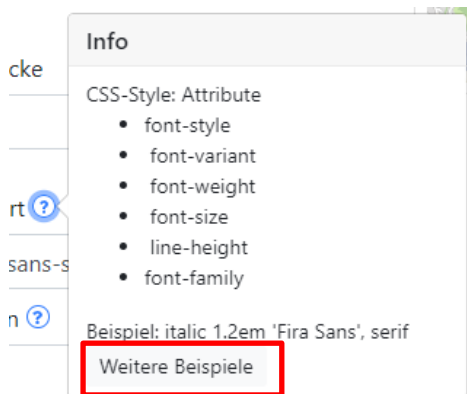 Info
cke
CSS-Style: Attribute
font-style
font-variant
font-weight
rt ?
font-size
line-height
sans-s
font-family
n ?
Beispiel: italic 1.2em 'Fira Sans', serif
Weitere Beispiele